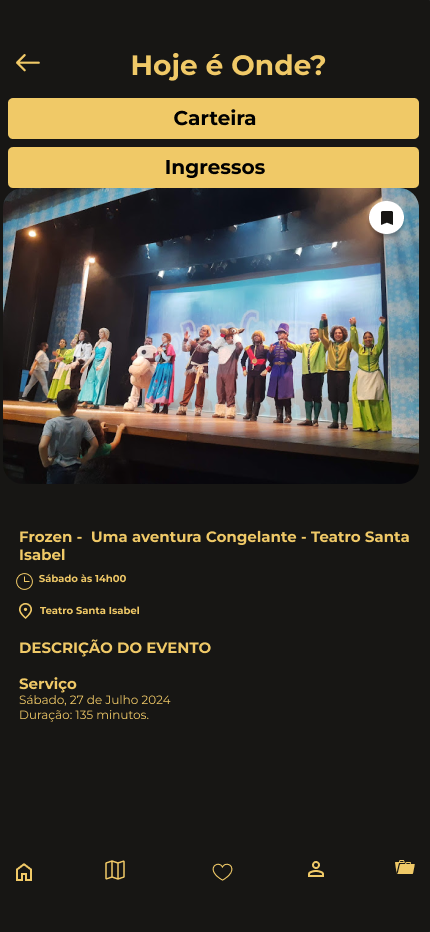 Hoje é Onde?
Carteira
Ingressos
Frozen - Uma aventura Congelante - Teatro Santa
Isabel
Sábado às 14h00
Teatro Santa Isabel
DESCRIÇÃO DO EVENTO
Serviço
Sábado, 27 de Julho 2024
Duração: 135 minutos.